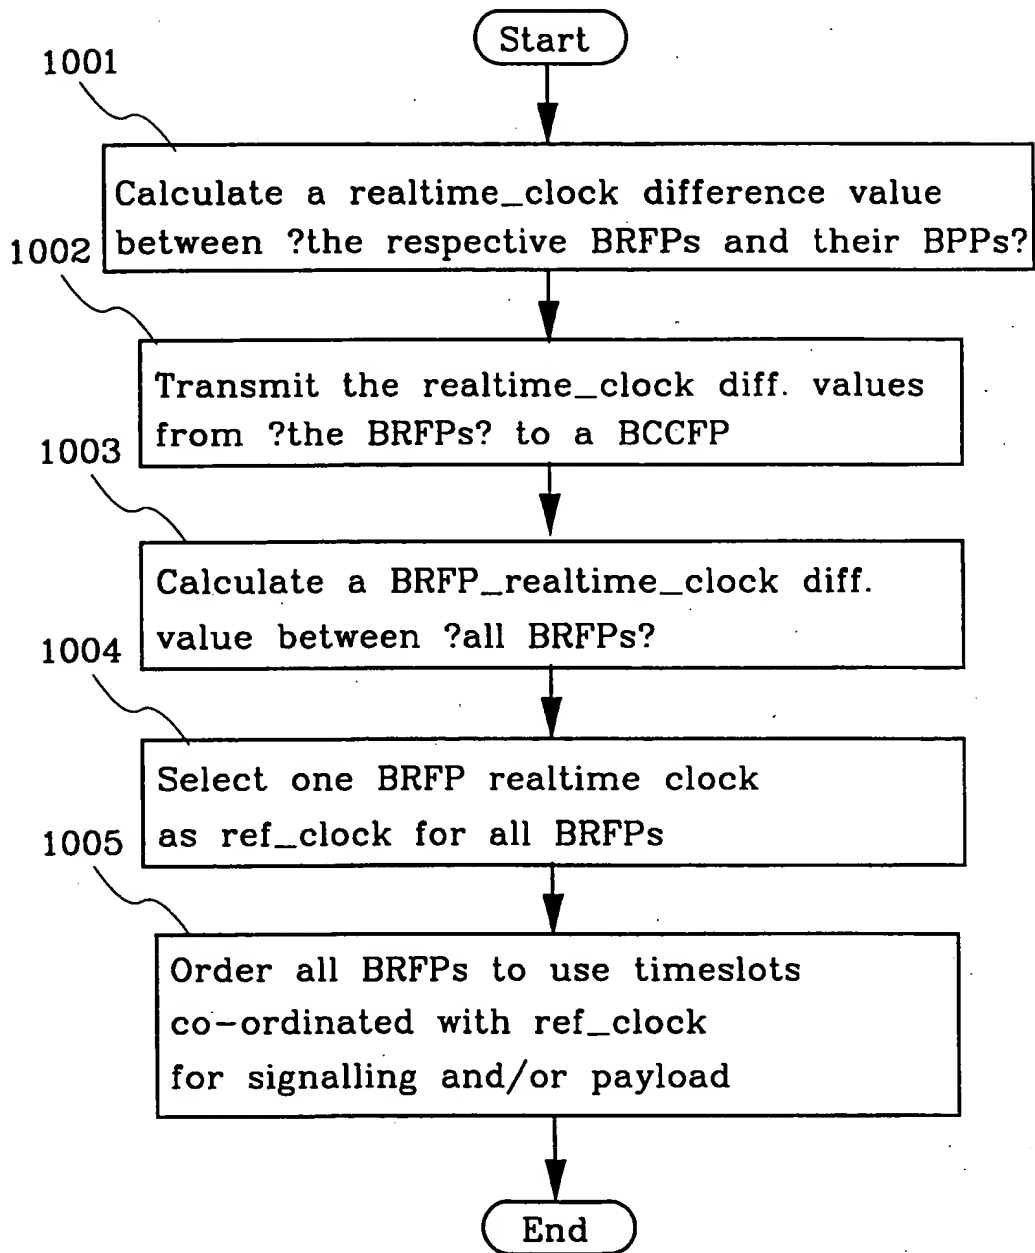 Start
1001
Calculate a realtime_clock difference value
between ?the respective BRFPs and their BPPs?
1002
Transmit the realtime_clock diff. values
from ?the BRFPs? to a BCCFP
1003
Calculate a BRFP_realtime_clock diff.
value between ?all BRFPs?
1004
Select one BRFP realtime clock
as ref_clock for all BRFPs
1005
Order all BRFPs to use timeslots
co-ordinated with ref_clock
for signalling and/or payload
End